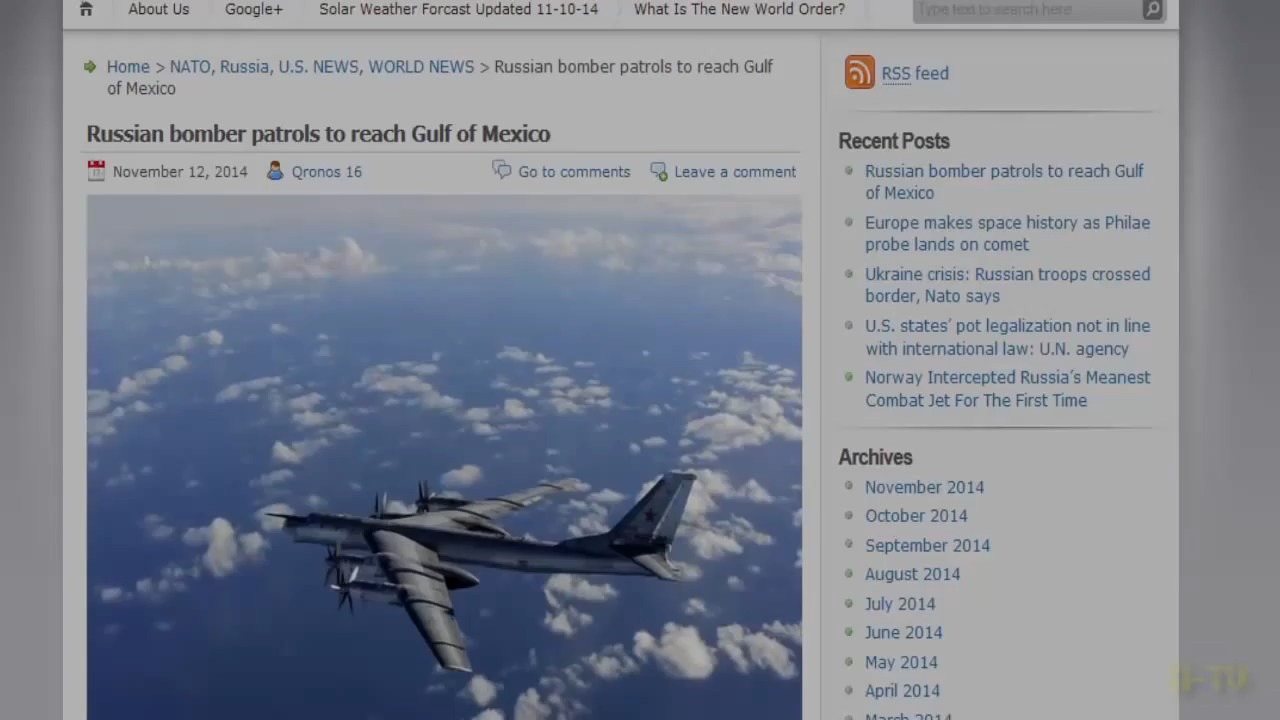 About Us Google+ Solar Weather Forcast Updated 11-10-14 What Is The New World Order? Type text to search here...
Home > NATO, Russia, U.S. NEWS, WORLD NEWS > Russian bomber patrols to reach Gulf
of Mexico
Russian bomber patrols to reach Gulf of Mexico
November 12, 2014 Qronos 16 Go to comments Leave a comment
RSS feed
Recent Posts
Russian bomber patrols to reach Gulf
of Mexico
Europe makes space history as Philae
probe lands on comet
Ukraine crisis: Russian troops crossed
border, Nato says
U.S. states’ pot legalization not in line
with international law: U.N. agency
Norway Intercepted Russia’s Meanest
Combat Jet For The First Time
Archives
November 2014
October 2014
September 2014
August 2014
July 2014
June 2014
May 2014
April 2014
March 2014